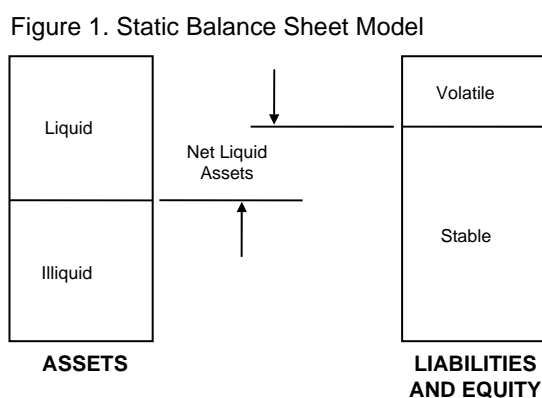 Figure 1. Static Balance Sheet Model
Liquid
Illiquid
ASSETS
Net Liquid
Assets
Volatile
Stable
LIABILITIES
AND EQUITY